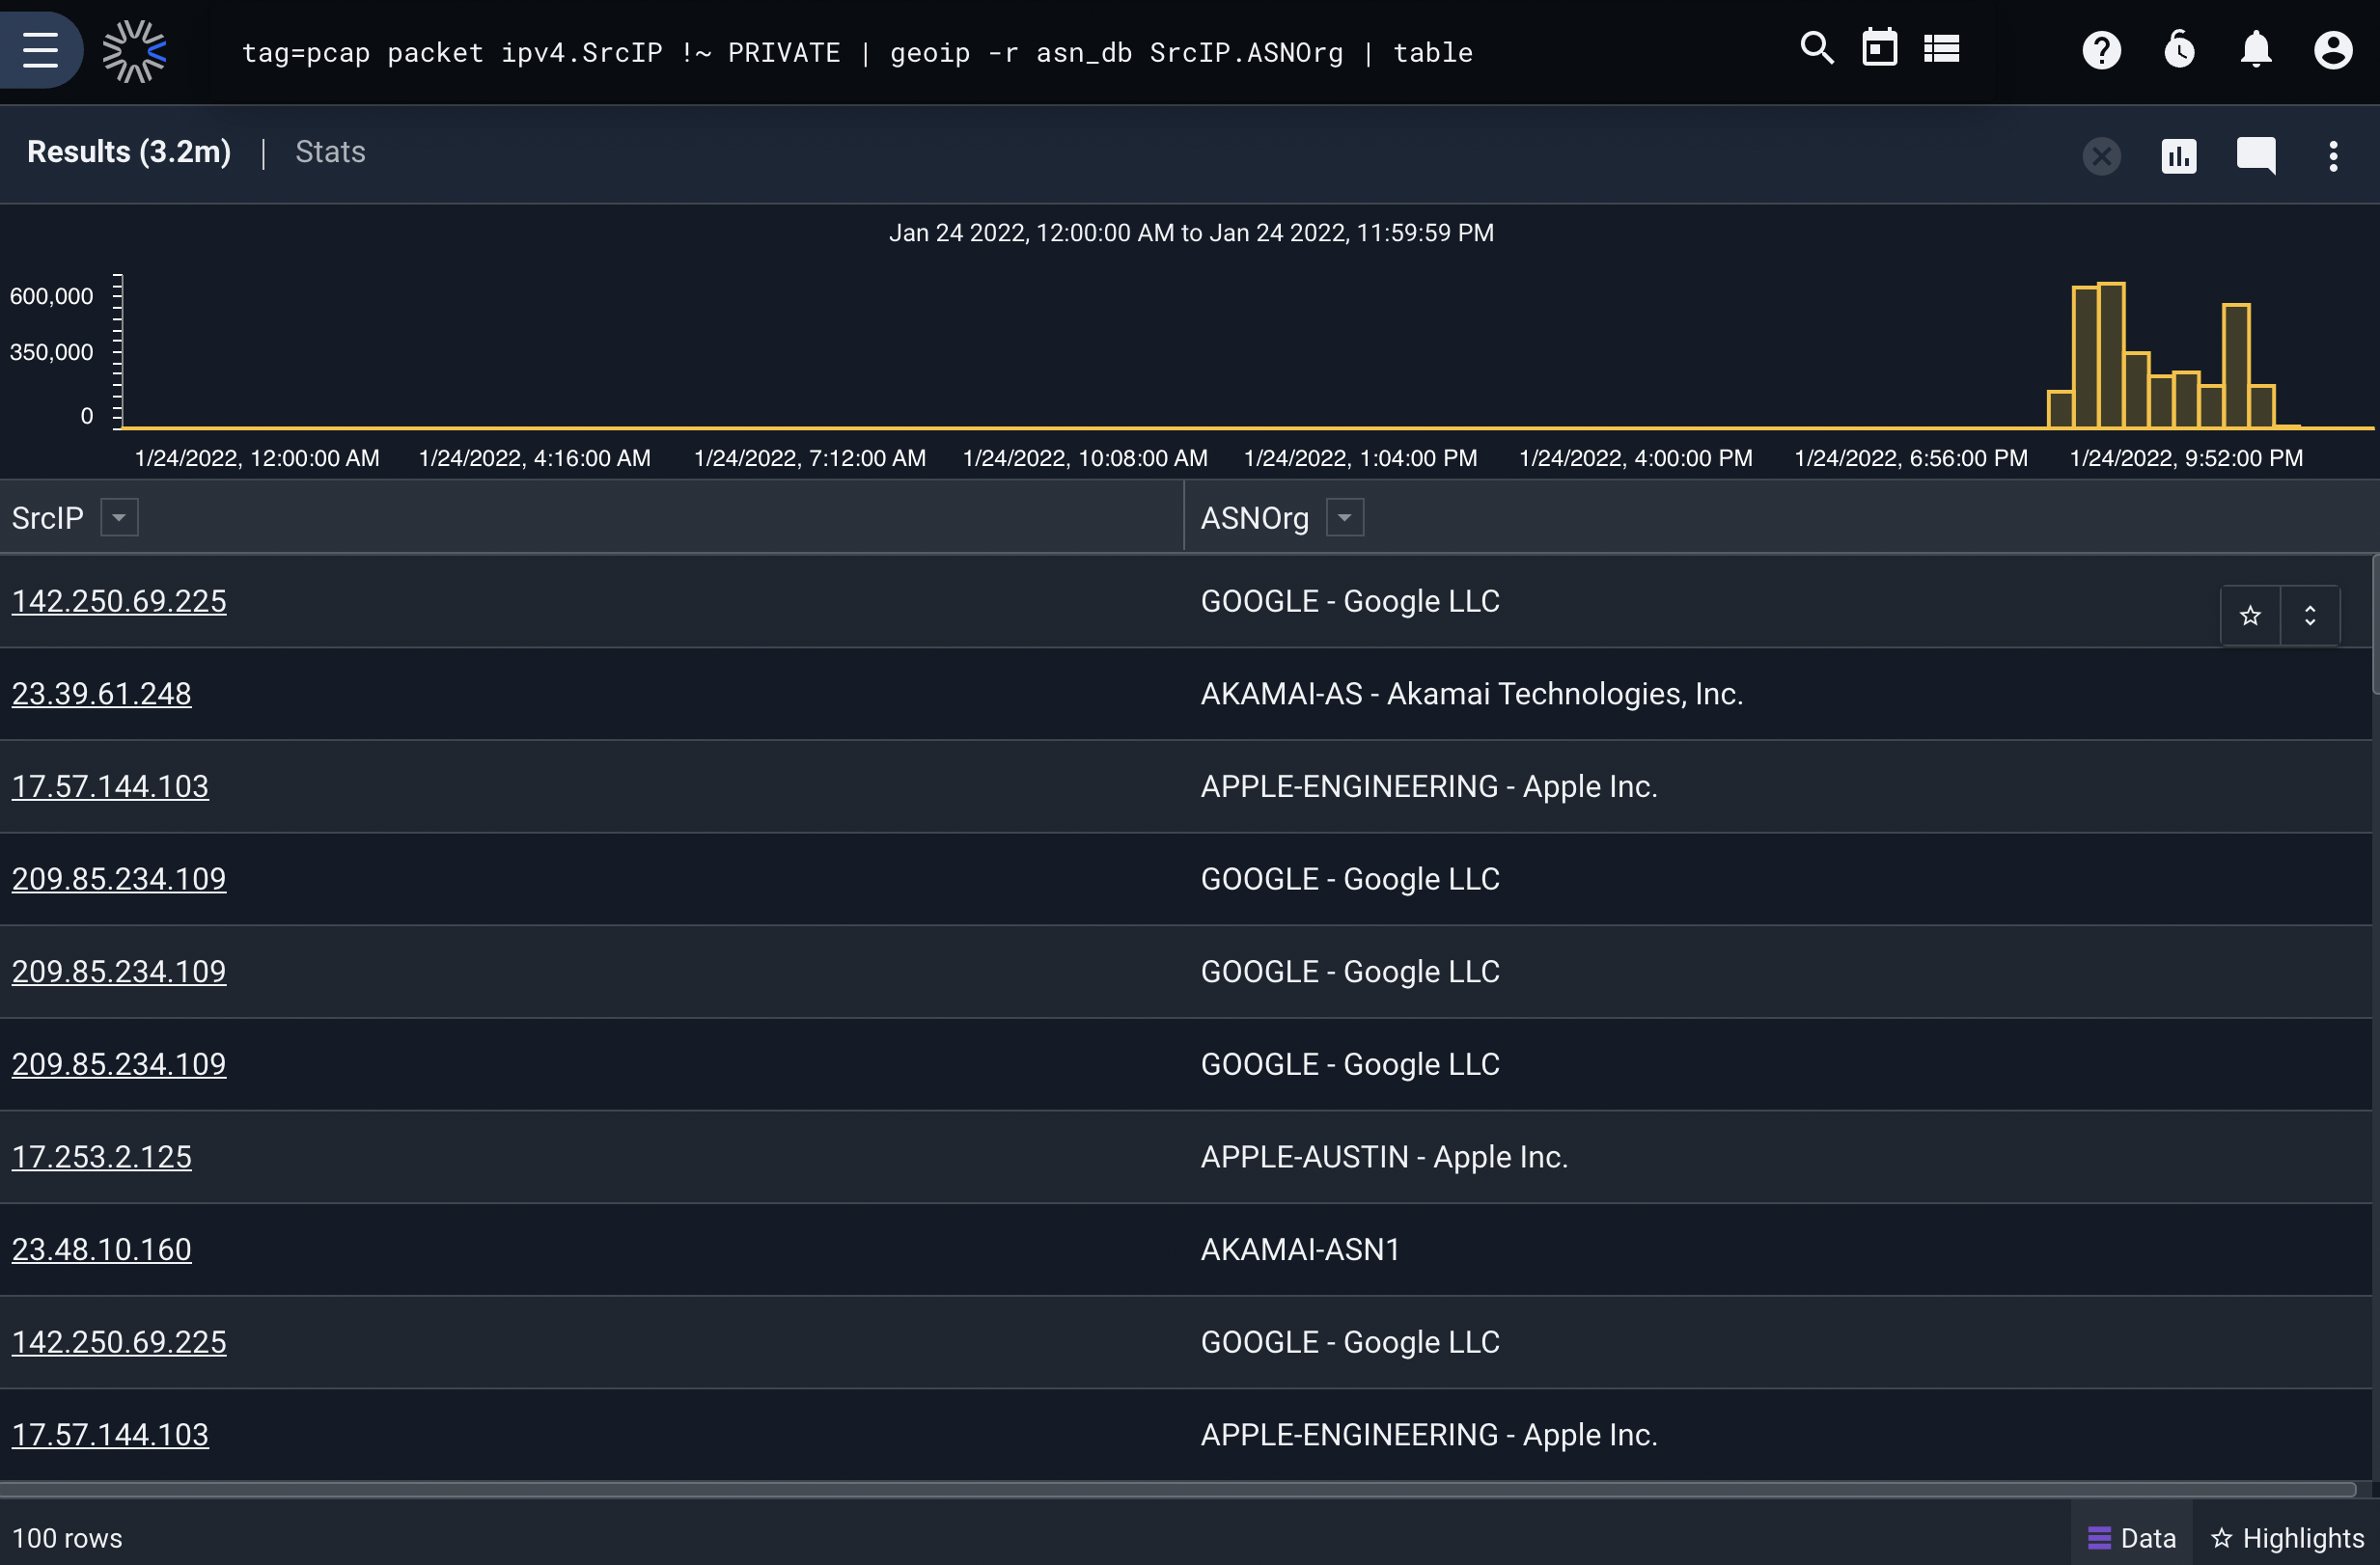 tag=pcap packet ipv4.SrcIP !~ PRIVATE | geoip -r asn_db SrcIP.ASNOrg | table
Results (3.2m) | Stats
Jan 24 2022, 12:00:00 AM to Jan 24 2022, 11:59:59 PM
600,000
350,000
0
1/24/2022, 12:00:00 AM 1/24/2022, 4:16:00 AM 1/24/2022, 7:12:00 AM 1/24/2022, 10:08:00 AM 1/24/2022, 1:04:00 PM 1/24/2022, 4:00:00 PM 1/24/2022, 6:56:00 PM 1/24/2022, 9:52:00 PM
SrcIP ASNOrg
142.250.69.225 GOOGLE - Google LLC
23.39.61.248 AKAMAI-AS - Akamai Technologies, Inc.
17.57.144.103 APPLE-ENGINEERING - Apple Inc.
209.85.234.109 GOOGLE - Google LLC
209.85.234.109 GOOGLE - Google LLC
209.85.234.109 GOOGLE - Google LLC
17.253.2.125 APPLE-AUSTIN - Apple Inc.
23.48.10.160 AKAMAI-ASN1
142.250.69.225 GOOGLE - Google LLC
17.57.144.103 APPLE-ENGINEERING - Apple Inc.
100 rows Data Highlights